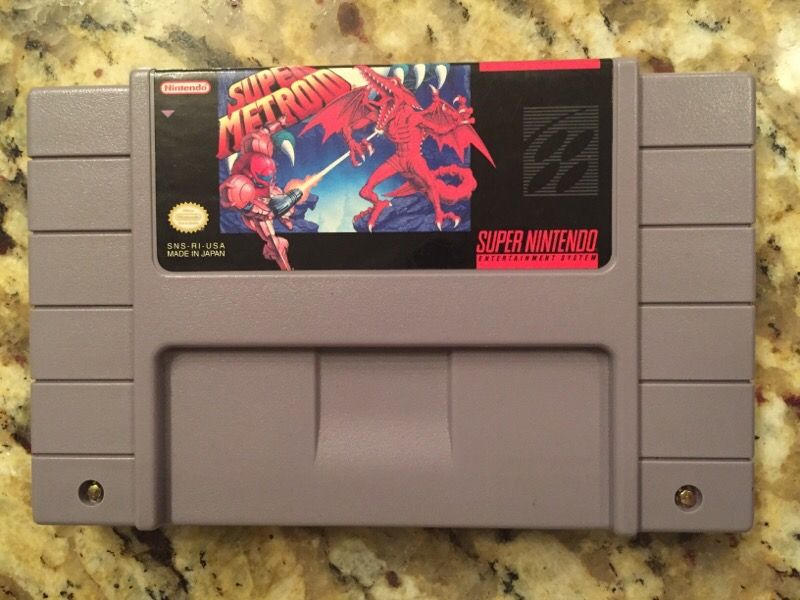 Nintendo
SUPER
METROID
SNS-RI-USA
MADE IN JAPAN
SUPER NINTENDO
ENTERTAINMENT SYSTEM